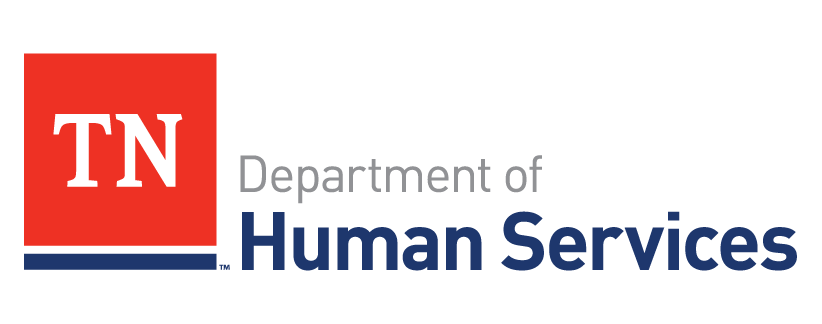 TN
Department of
Human Services
™